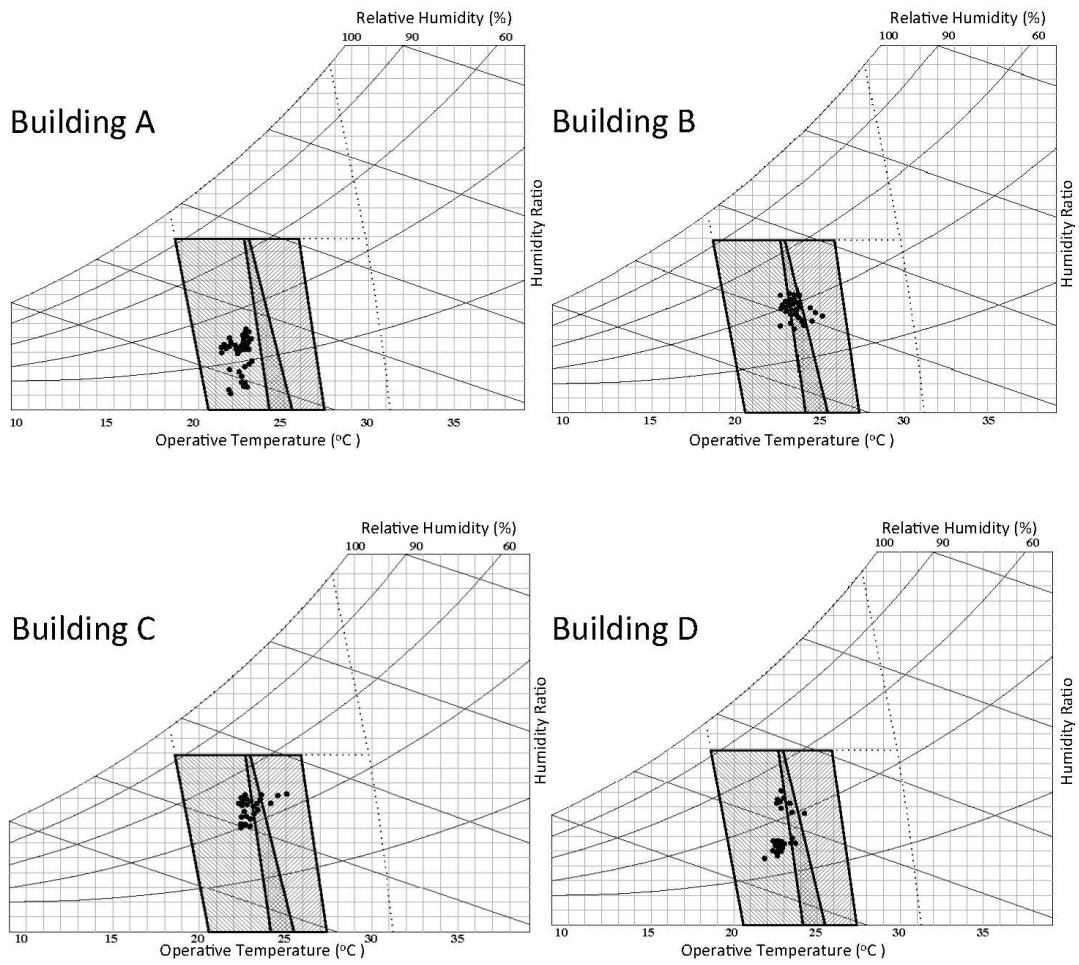 Relative Humidity (%)
100 90 60
Building A
Humidity Ratio
10 15 20 25 30 35
Operative Temperature (°C )
Relative Humidity (%)
100 90 60
Building B
Humidity Ratio
10 15 20 25 30 35
Operative Temperature (°C )
Relative Humidity (%)
100 90 60
Building C
Humidity Ratio
10 15 20 25 30 35
Operative Temperature (°C )
Relative Humidity (%)
100 90 60
Building D
Humidity Ratio
10 15 20 25 30 35
Operative Temperature (°C )